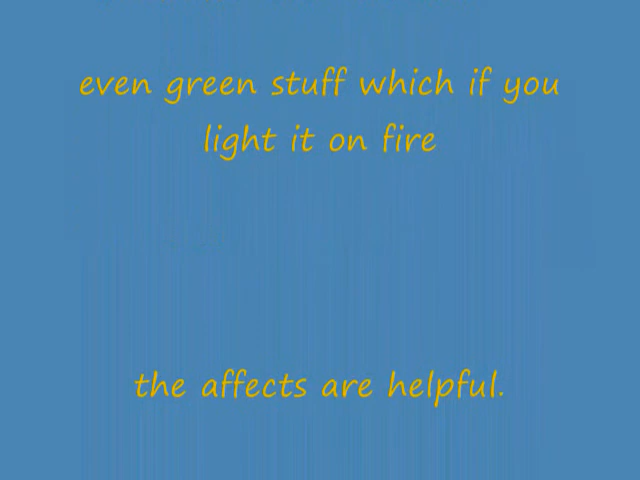 even green stuff which if you
light it on fire
the affects are helpful.